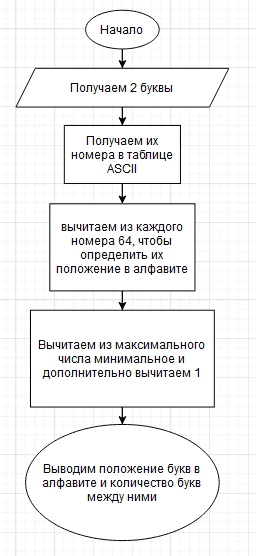 Начало
Получаем 2 буквы
Получаем их
номера в таблице
ASCII
вычитаем из каждого
номера 64, чтобы
определить их
положение в алфавите
Вычитаем из максимального
числа минимальное и
дополнительно вычитаем 1
Выводим положение букв в
алфавите и количество букв
между ними